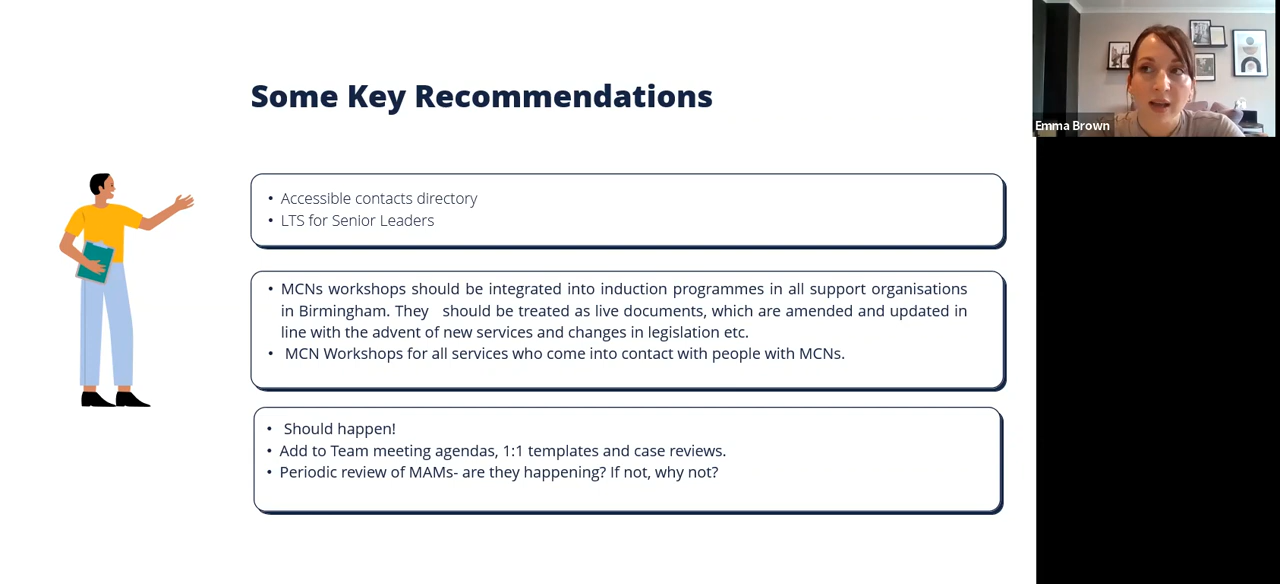 Some Key Recommendations
Emma Brown
• Accessible contacts directory
• LTS for Senior Leaders
• MCNs workshops should be integrated into induction programmes in all support organisations
in Birmingham. They should be treated as live documents, which are amended and updated in
line with the advent of new services and changes in legislation etc.
• MCN Workshops for all services who come into contact with people with MCNs.
• Should happen!
• Add to Team meeting agendas, 1:1 templates and case reviews.
• Periodic review of MAMs- are they happening? If not, why not?